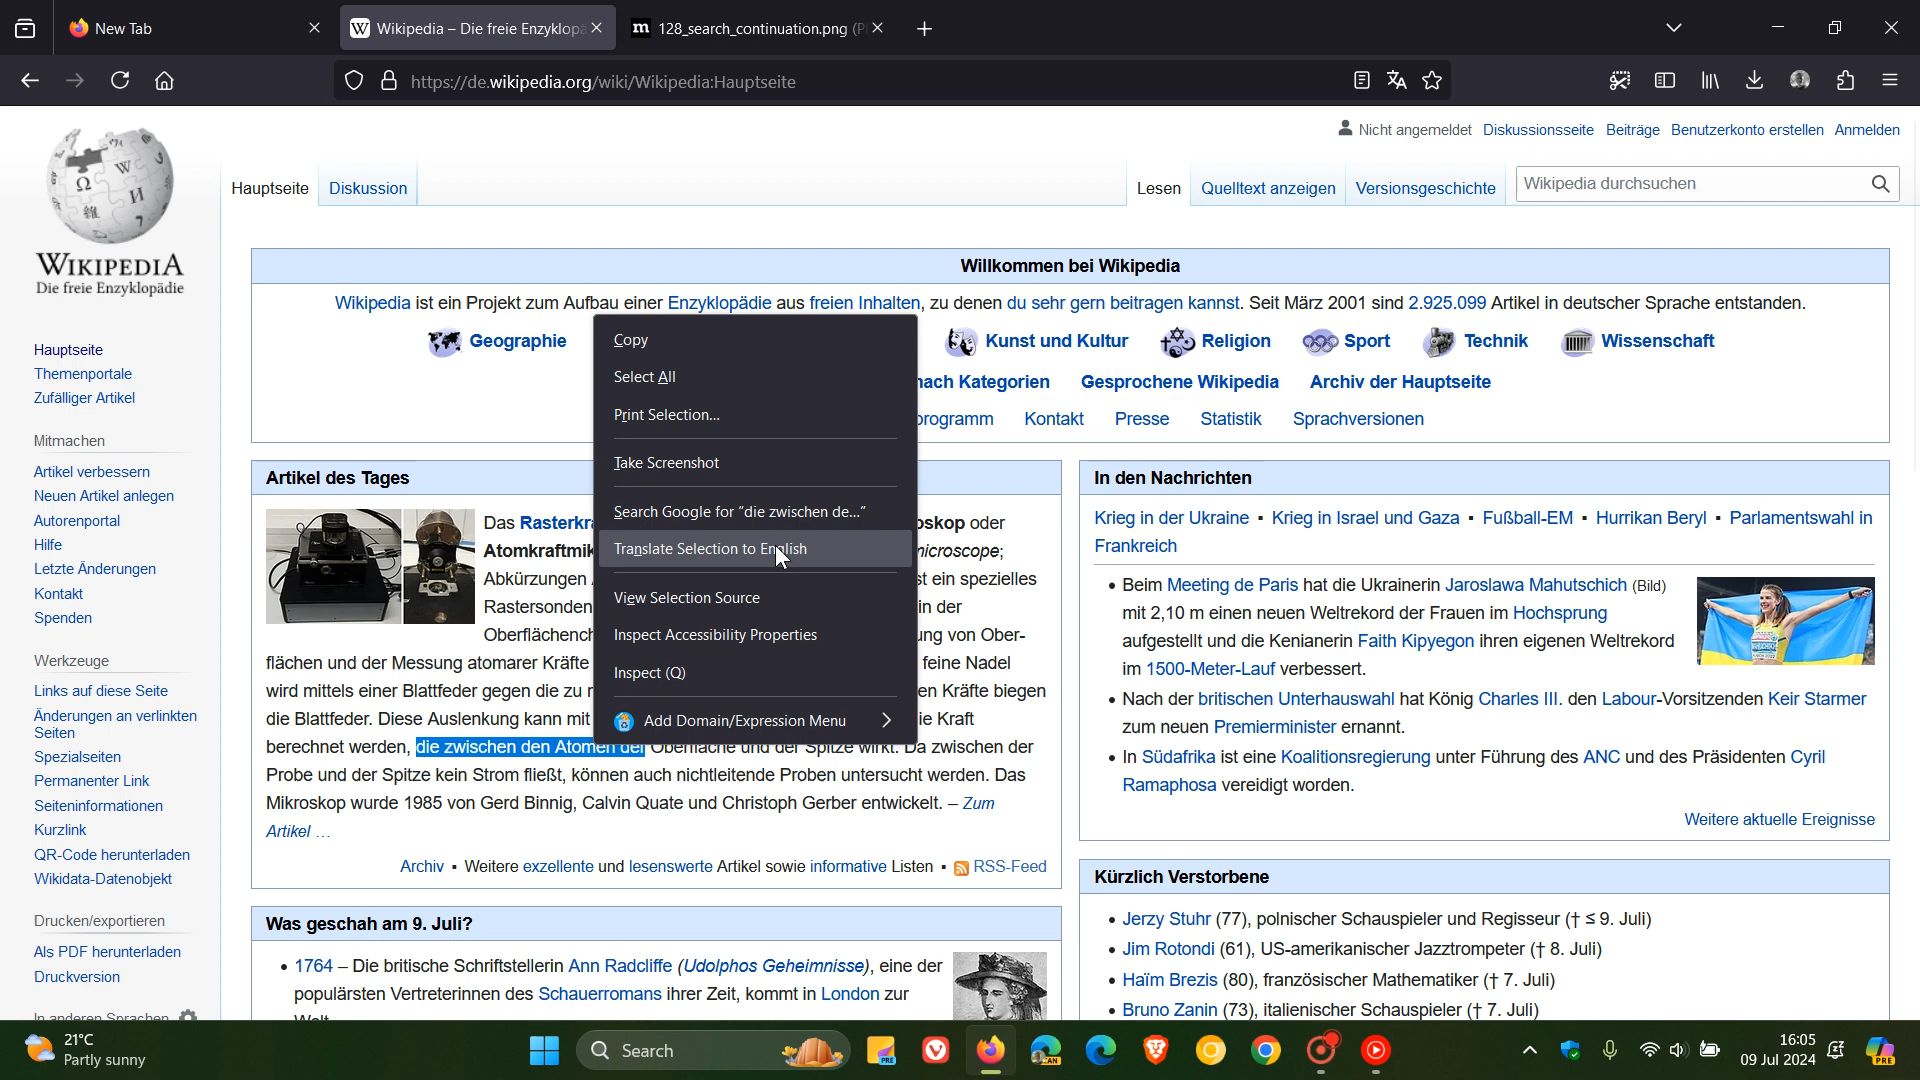 New Tab
Wikipedia – Die freie Enzyklopä
128_search_continuation.png (P
https://de.wikipedia.org/wiki/Wikipedia:Hauptseite
Nicht angemeldet Diskussionsseite Beiträge Benutzerkonto erstellen Anmelden
Hauptseite Diskussion Lesen Quelltext anzeigen Versionsgeschichte Wikipedia durchsuchen
WIKIPEDIA
Die freie Enzyklopädie
Hauptseite
Themenportale
Zufälliger Artikel
Mitmachen
Artikel verbessern
Neuen Artikel anlegen
Autorenportal
Hilfe
Letzte Änderungen
Kontakt
Spenden
Werkzeuge
Links auf diese Seite
Änderungen an verlinkten
Seiten
Spezialseiten
Permanenter Link
Seiteninformationen
Kurzlink
QR-Code herunterladen
Wikidata-Datenobjekt
Drucken/exportieren
Als PDF herunterladen
Druckversion
In anderen Sprachen
Willkommen bei Wikipedia
Wikipedia ist ein Projekt zum Aufbau einer Enzyklopädie aus freien Inhalten, zu denen du sehr gern beitragen kannst. Seit März 2001 sind 2.925.099 Artikel in deutscher Sprache entstanden.
Geographie Kunst und Kultur Religion Sport Technik Wissenschaft
nach Kategorien Gesprochene Wikipedia Archiv der Hauptseite
programm Kontakt Presse Statistik Sprachversionen
Copy
Select All
Print Selection...
Take Screenshot
Search Google for "die zwischen de..."
Translate Selection to English
View Selection Source
Inspect Accessibility Properties
Inspect (Q)
Add Domain/Expression Menu
Artikel des Tages
Das Rasterkr oskop oder
Atomkraftmik microscope;
Abkürzungen st ein spezielles
Rastersonden in der
Oberflächench ung von Ober-
flächen und der Messung atomarer Kräfte feine Nadel
wird mittels einer Blattfeder gegen die zu en Kräfte biegen
die Blattfeder. Diese Auslenkung kann mit ie Kraft
berechnet werden, die zwischen den Atomen der Oberfläche und der Spitze wirkt. Da zwischen der
Probe und der Spitze kein Strom fließt, können auch nichtleitende Proben untersucht werden. Das
Mikroskop wurde 1985 von Gerd Binnig, Calvin Quate und Christoph Gerber entwickelt. – Zum
Artikel …
Archiv ▪ Weitere exzellente und lesenswerte Artikel sowie informative Listen ▪ RSS-Feed
Was geschah am 9. Juli?
• 1764 – Die britische Schriftstellerin Ann Radcliffe (Udolphos Geheimnisse), eine der
populärsten Vertreterinnen des Schauerromans ihrer Zeit, kommt in London zur
Welt.
In den Nachrichten
Krieg in der Ukraine ▪ Krieg in Israel und Gaza ▪ Fußball-EM ▪ Hurrikan Beryl ▪ Parlamentswahl in
Frankreich
• Beim Meeting de Paris hat die Ukrainerin Jaroslawa Mahutschich (Bild)
mit 2,10 m einen neuen Weltrekord der Frauen im Hochsprung
aufgestellt und die Kenianerin Faith Kipyegon ihren eigenen Weltrekord
im 1500-Meter-Lauf verbessert.
• Nach der britischen Unterhauswahl hat König Charles III. den Labour-Vorsitzenden Keir Starmer
zum neuen Premierminister ernannt.
• In Südafrika ist eine Koalitionsregierung unter Führung des ANC und des Präsidenten Cyril
Ramaphosa vereidigt worden.
Weitere aktuelle Ereignisse
Kürzlich Verstorbene
• Jerzy Stuhr (77), polnischer Schauspieler und Regisseur († ≤ 9. Juli)
• Jim Rotondi (61), US-amerikanischer Jazztrompeter († 8. Juli)
• Haïm Brezis (80), französischer Mathematiker († 7. Juli)
• Bruno Zanin (73), italienischer Schauspieler († 7. Juli)
21°C
Partly sunny
Search
16:05
09 Jul 2024